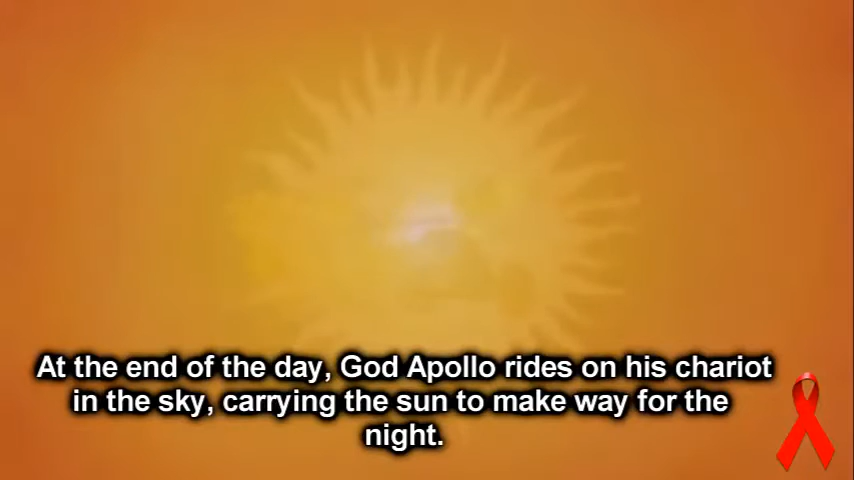 At the end of the day, God Apollo rides on his chariot
in the sky, carrying the sun to make way for the
night.